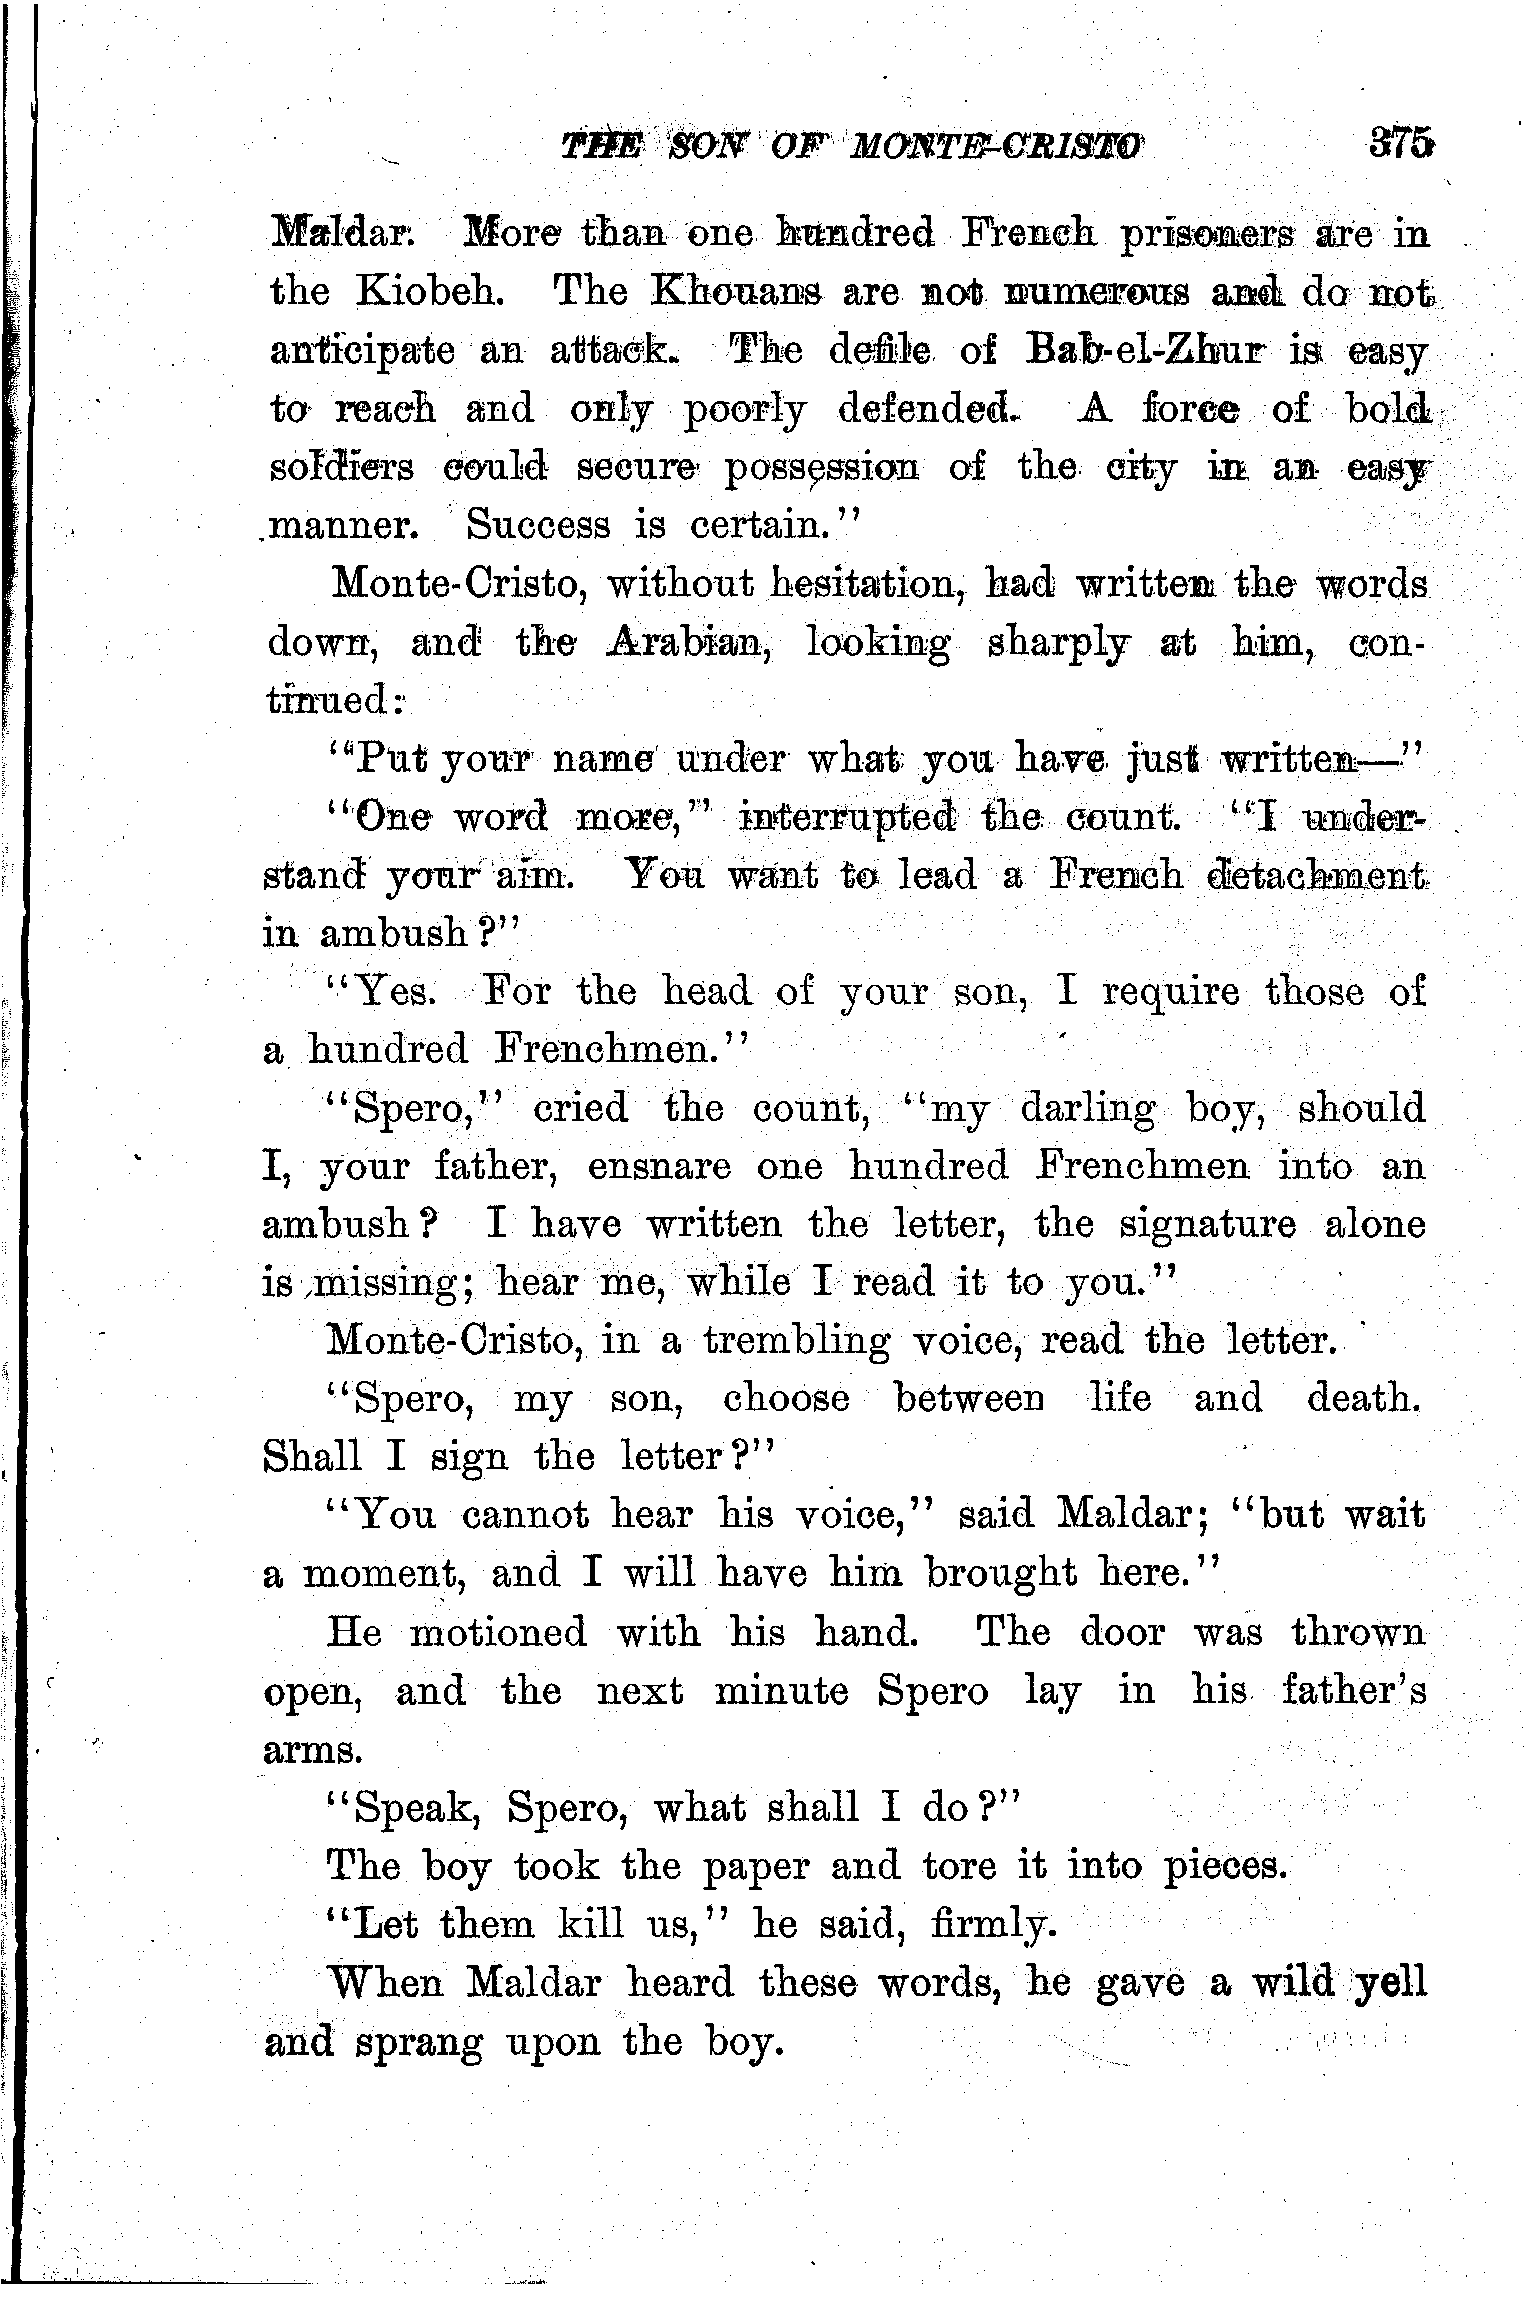 THE SON OF MONTE-CRISTO 375
Maldar. More than one hundred French prisoners are in
the Kiobeh. The Khouans are not numerous and do not
anticipate an attack. The defile of Bab-el-Zhur is easy
to reach and only poorly defended. A force of bold
soldiers could secure possession of the city in an easy
manner. Success is certain."
Monte-Cristo, without hesitation, had written the words
down, and the Arabian, looking sharply at him, con-
tinued:
"Put your name under what you have just written—"
"One word more," interrupted the count. "I under-
stand your aim. You want to lead a French detachment
in ambush?"
"Yes. For the head of your son, I require those of
a hundred Frenchmen."
"Spero," cried the count, "my darling boy, should
I, your father, ensnare one hundred Frenchmen into an
ambush? I have written the letter, the signature alone
is missing; hear me, while I read it to you."
Monte-Cristo, in a trembling voice, read the letter.
"Spero, my son, choose between life and death.
Shall I sign the letter?"
"You cannot hear his voice," said Maldar; "but wait
a moment, and I will have him brought here."
He motioned with his hand. The door was thrown
open, and the next minute Spero lay in his father's
arms.
"Speak, Spero, what shall I do?"
The boy took the paper and tore it into pieces.
"Let them kill us," he said, firmly.
When Maldar heard these words, he gave a wild yell
and sprang upon the boy.